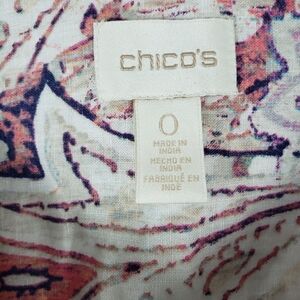 chico's
0
MADE IN
INDIA
HECHO EN
INDIA
FABRIQUÉ EN
INDE